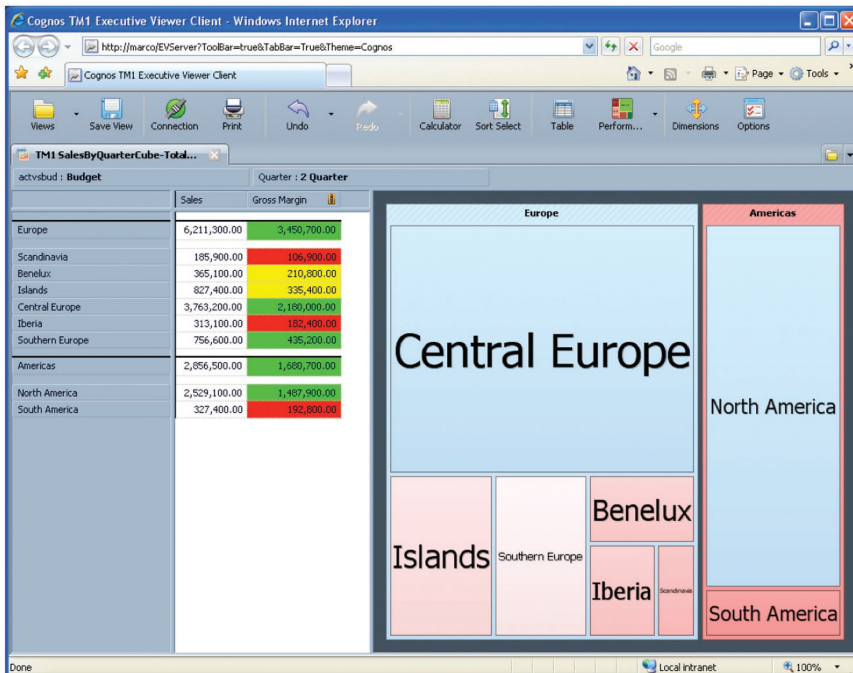 Cognos TM1 Executive Viewer Client - Windows Internet Explorer
http://marco/EVServer?ToolBar=true&TabBar=True&Theme=Cognos
Google
Cognos TM1 Executive Viewer Client
Page
Tools
Views Save View Connection Print Undo Redo Calculator Sort Select Table Perform... Dimensions Options
TM1 SalesByQuarterCube-Total...
actvsbud : Budget Quarter : 2 Quarter
Sales Gross Margin
Europe 6,211,300.00 3,450,700.00
Scandinavia 185,900.00 106,900.00
Benelux 365,100.00 210,800.00
Islands 827,400.00 335,400.00
Central Europe 3,763,200.00 2,180,000.00
Iberia 313,100.00 182,400.00
Southern Europe 756,600.00 435,200.00
Americas 2,856,500.00 1,680,700.00
North America 2,529,100.00 1,487,900.00
South America 327,400.00 192,800.00
Europe
Central Europe
Islands
Southern Europe
Benelux
Iberia
Scandinavia
Americas
North America
South America
Done
Local intranet
100%